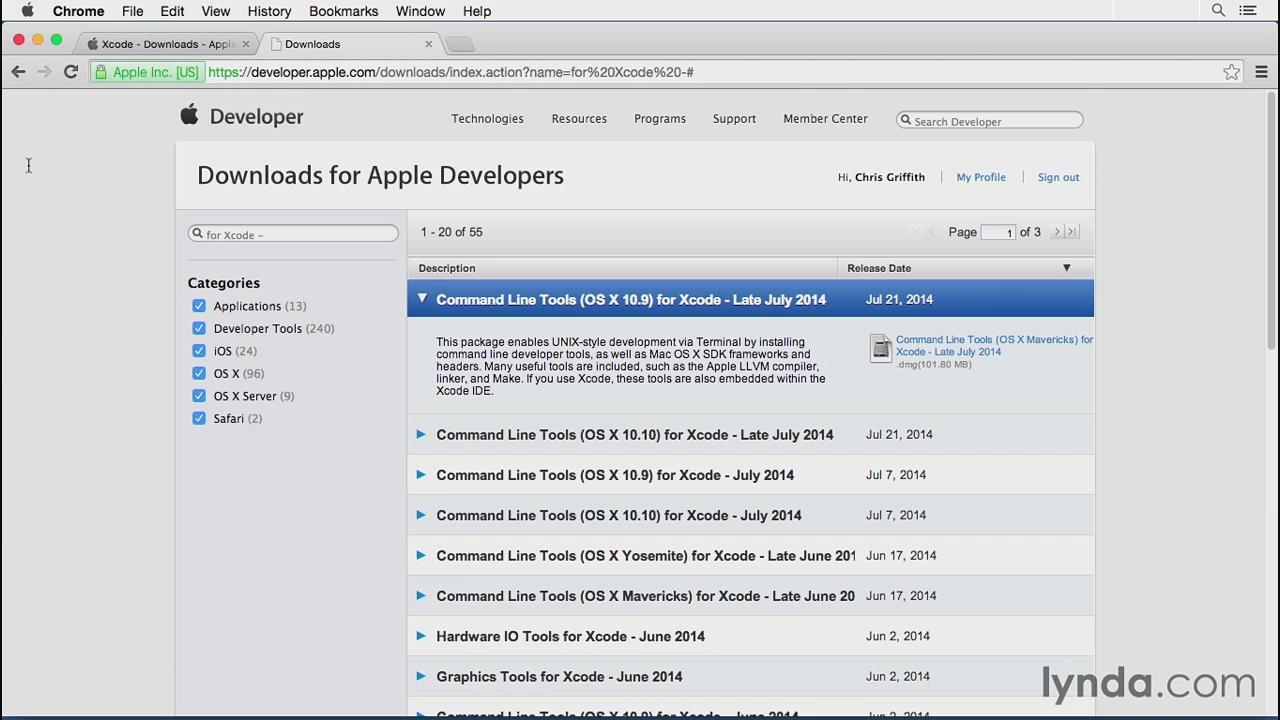 Chrome File Edit View History Bookmarks Window Help
Xcode - Downloads - Apple Downloads
Apple Inc. [US] https://developer.apple.com/downloads/index.action?name=for%20Xcode%20-#
Developer Technologies Resources Programs Support Member Center Search Developer
Downloads for Apple Developers Hi, Chris Griffith My Profile Sign out
for Xcode –
1 - 20 of 55 Page 1 of 3
Description Release Date
Categories
Applications (13)
Developer Tools (240)
iOS (24)
OS X (96)
OS X Server (9)
Safari (2)
Command Line Tools (OS X 10.9) for Xcode - Late July 2014 Jul 21, 2014
This package enables UNIX-style development via Terminal by installing
command line developer tools, as well as Mac OS X SDK frameworks and
headers. Many useful tools are included, such as the Apple LLVM compiler,
linker, and Make. If you use Xcode, these tools are also embedded within the
Xcode IDE.
Command Line Tools (OS X Mavericks) for
Xcode - Late July 2014
.dmg(101.80 MB)
Command Line Tools (OS X 10.10) for Xcode - Late July 2014 Jul 21, 2014
Command Line Tools (OS X 10.9) for Xcode - July 2014 Jul 7, 2014
Command Line Tools (OS X 10.10) for Xcode - July 2014 Jul 7, 2014
Command Line Tools (OS X Yosemite) for Xcode - Late June 201 Jun 17, 2014
Command Line Tools (OS X Mavericks) for Xcode - Late June 20 Jun 17, 2014
Hardware IO Tools for Xcode - June 2014 Jun 2, 2014
Graphics Tools for Xcode - June 2014 Jun 2, 2014
Command Line Tools (OS X 10.9) for Xcode - June 2014
lynda.com